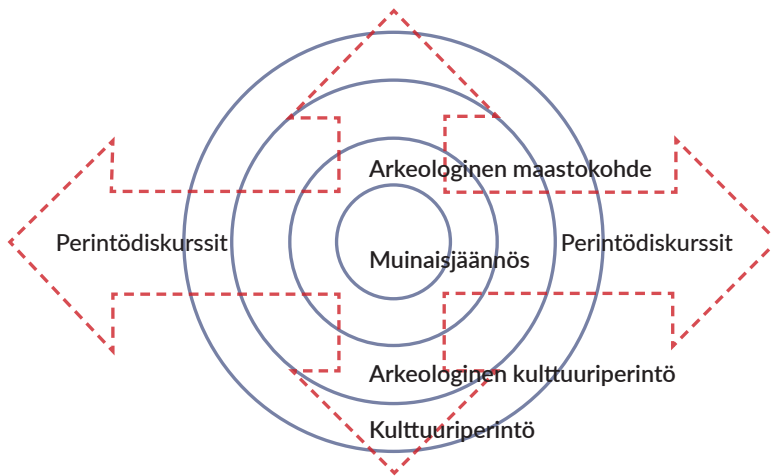 Arkeologinen maastokohde
Perintödiskurssit
Perintödiskurssit
Muinaisjäännös
Arkeologinen kulttuuriperintö
Kulttuuriperintö